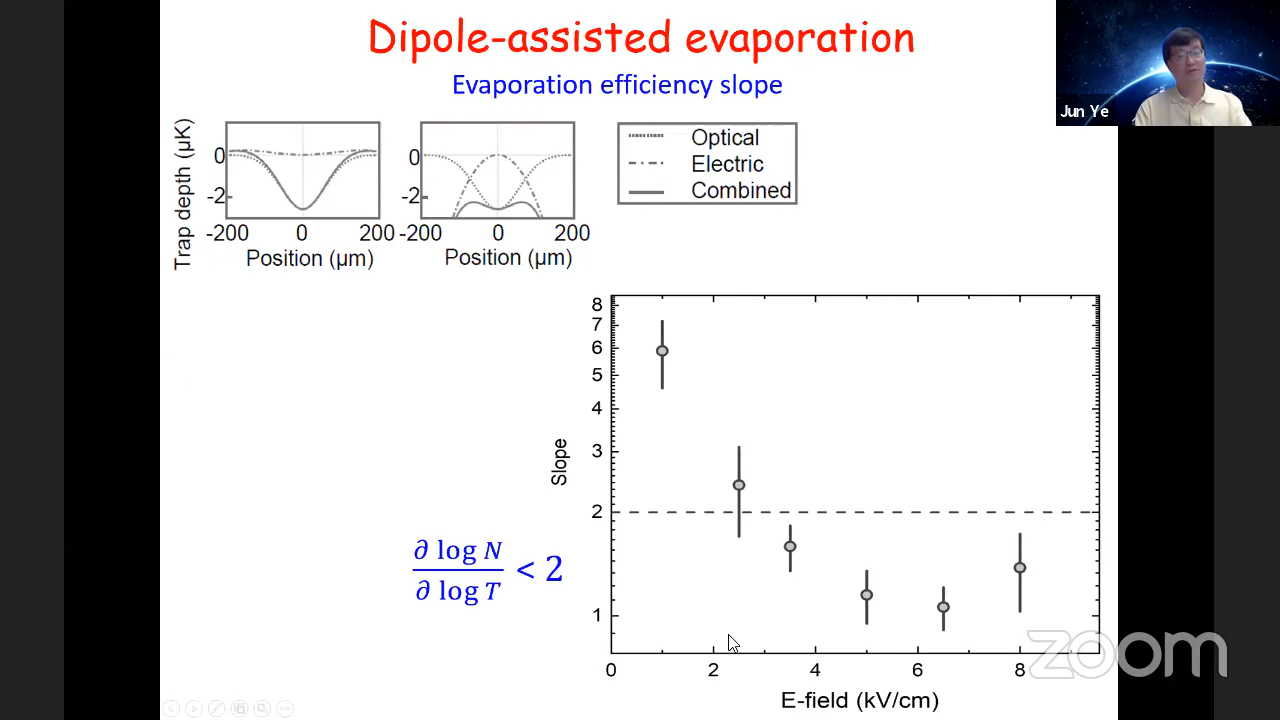 Dipole-assisted evaporation
Evaporation efficiency slope
Jun Ye
Trap depth (µK)
0
-2
-200 0 200
Position (µm)
0
-2
-200 0 200
Position (µm)
Optical
Electric
Combined
∂ log N
∂ log T
< 2
Slope
8
7
6
5
4
3
2
1
0 2 4 6 8
E-field (kV/cm)
zoom